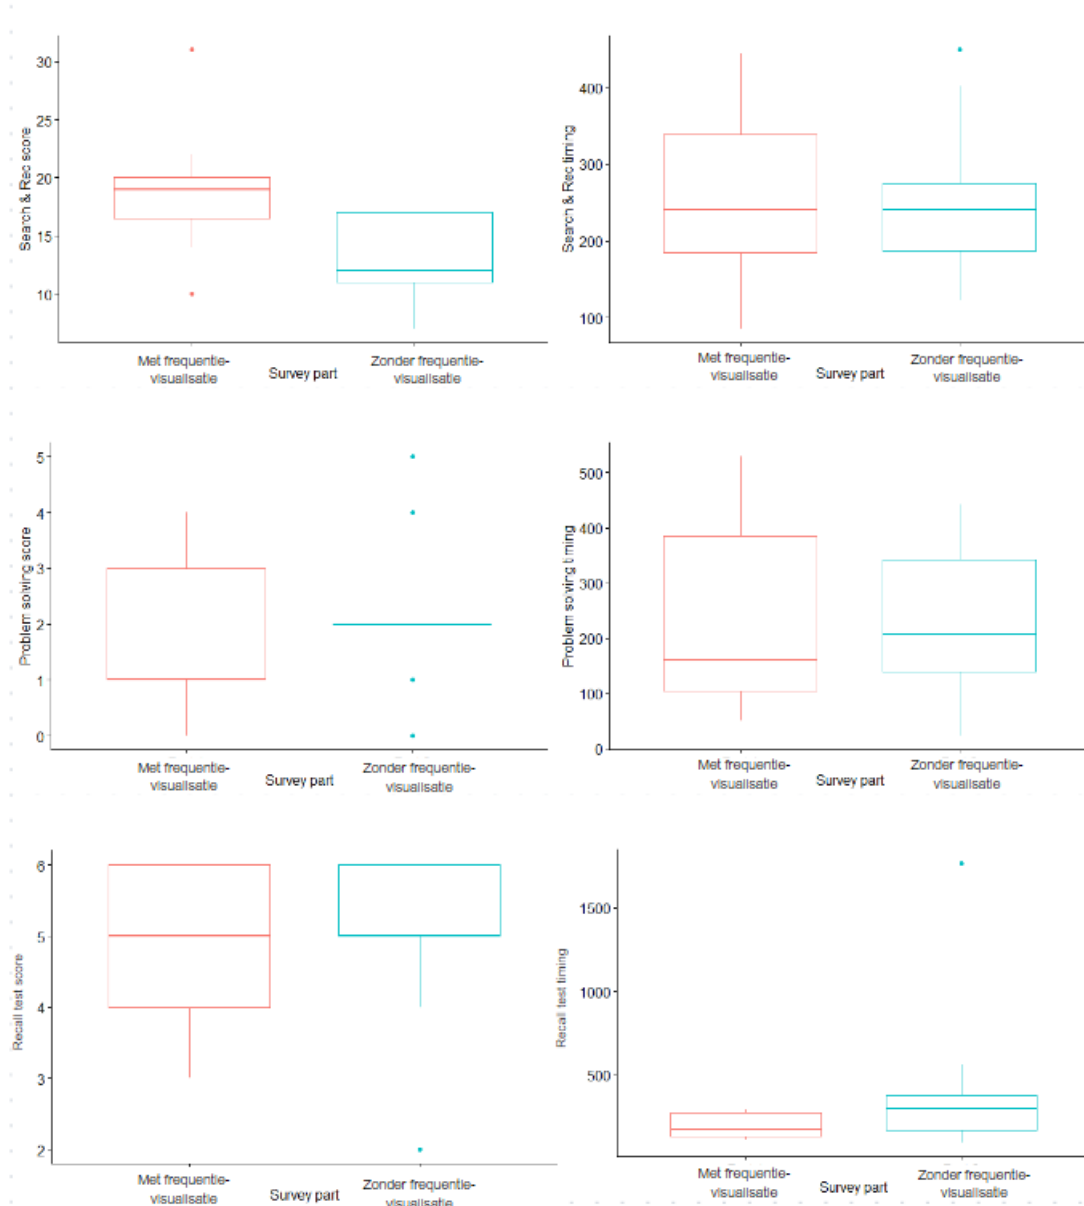 Search & Rec score
30
25
20
15
10
Met frequentie-
visualisatie
Survey part
Zonder frequentie-
visualisatie
Search & Rec timing
400
300
200
100
Met frequentie-
visualisatie
Survey part
Zonder frequentie-
visualisatie
Problem solving score
5
4
3
2
1
0
Met frequentie-
visualisatie
Survey part
Zonder frequentie-
visualisatie
Problem solving timing
500
400
300
200
100
0
Met frequentie-
visualisatie
Survey part
Zonder frequentie-
visualisatie
Recall test score
6
5
4
3
2
Met frequentie-
visualisatie
Survey part
Zonder frequentie-
visualisatie
Recall test timing
1500
1000
500
Met frequentie-
visualisatie
Survey part
Zonder frequentie-
visualisatie